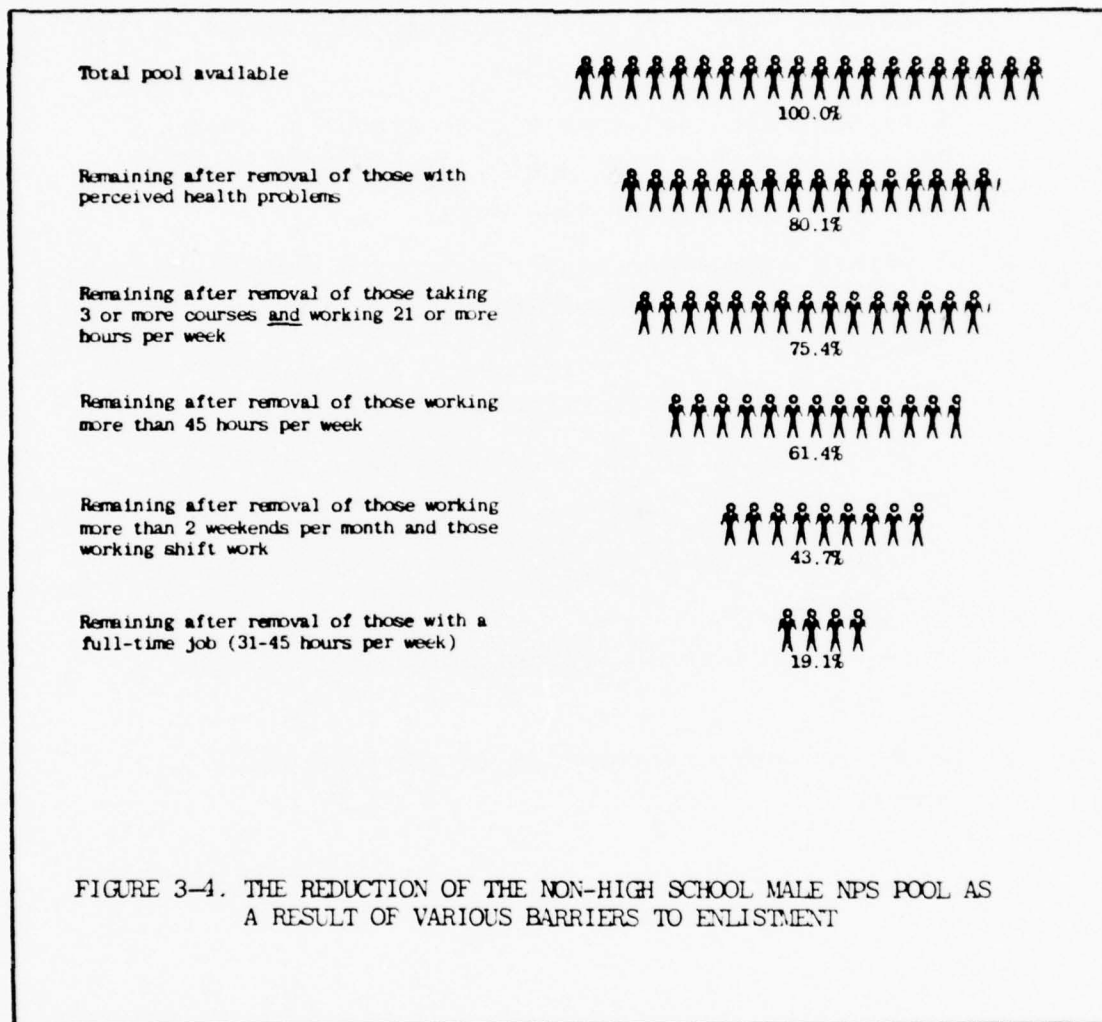 Total pool available
100.0%
Remaining after removal of those with
perceived health problems
80.1%
Remaining after removal of those taking
3 or more courses and working 21 or more
hours per week
75.4%
Remaining after removal of those working
more than 45 hours per week
61.4%
Remaining after removal of those working
more than 2 weekends per month and those
working shift work
43.7%
Remaining after removal of those with a
full-time job (31-45 hours per week)
19.1%
FIGURE 3-4. THE REDUCTION OF THE NON-HIGH SCHOOL MALE NPS POOL AS
A RESULT OF VARIOUS BARRIERS TO ENLISTMENT